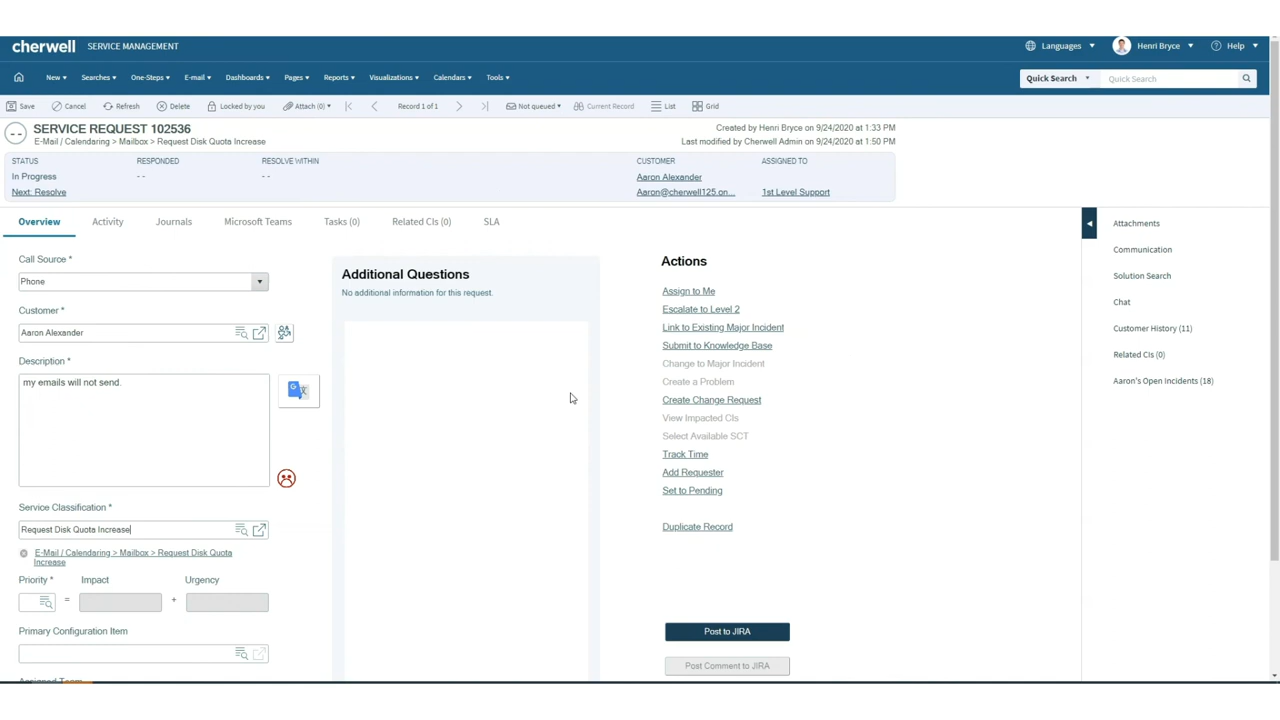 cherwell SERVICE MANAGEMENT
Languages Henri Bryce Help
New Searches One-Steps E-mail Dashboards Pages Reports Visualizations Calendars Tools Quick Search Quick Search
Save Cancel Refresh Delete Locked by you Attach (0) Record 1 of 1 Not queued Current Record List Grid
-- SERVICE REQUEST 102536
E-Mail / Calendaring > Mailbox > Request Disk Quota Increase
Created by Henri Bryce on 9/24/2020 at 1:33 PM
Last modified by Cherwell Admin on 9/24/2020 at 1:50 PM
STATUS RESPONDED RESOLVE WITHIN CUSTOMER ASSIGNED TO
In Progress -- -- Aaron Alexander
Next: Resolve Aaron@cherwell125.on... 1st Level Support
Overview Activity Journals Microsoft Teams Tasks (0) Related CIs (0) SLA
Call Source *
Phone
Customer *
Aaron Alexander
Description *
my emails will not send.
Service Classification *
Request Disk Quota Increase
E-Mail / Calendaring > Mailbox > Request Disk Quota
Increase
Priority * Impact Urgency
= +
Primary Configuration Item
Assigned Team
Additional Questions
No additional information for this request.
Actions
Assign to Me
Escalate to Level 2
Link to Existing Major Incident
Submit to Knowledge Base
Change to Major Incident
Create a Problem
Create Change Request
View Impacted CIs
Select Available SCT
Track Time
Add Requester
Set to Pending
Duplicate Record
Post to JIRA
Post Comment to JIRA
Attachments
Communication
Solution Search
Chat
Customer History (11)
Related CIs (0)
Aaron's Open Incidents (18)